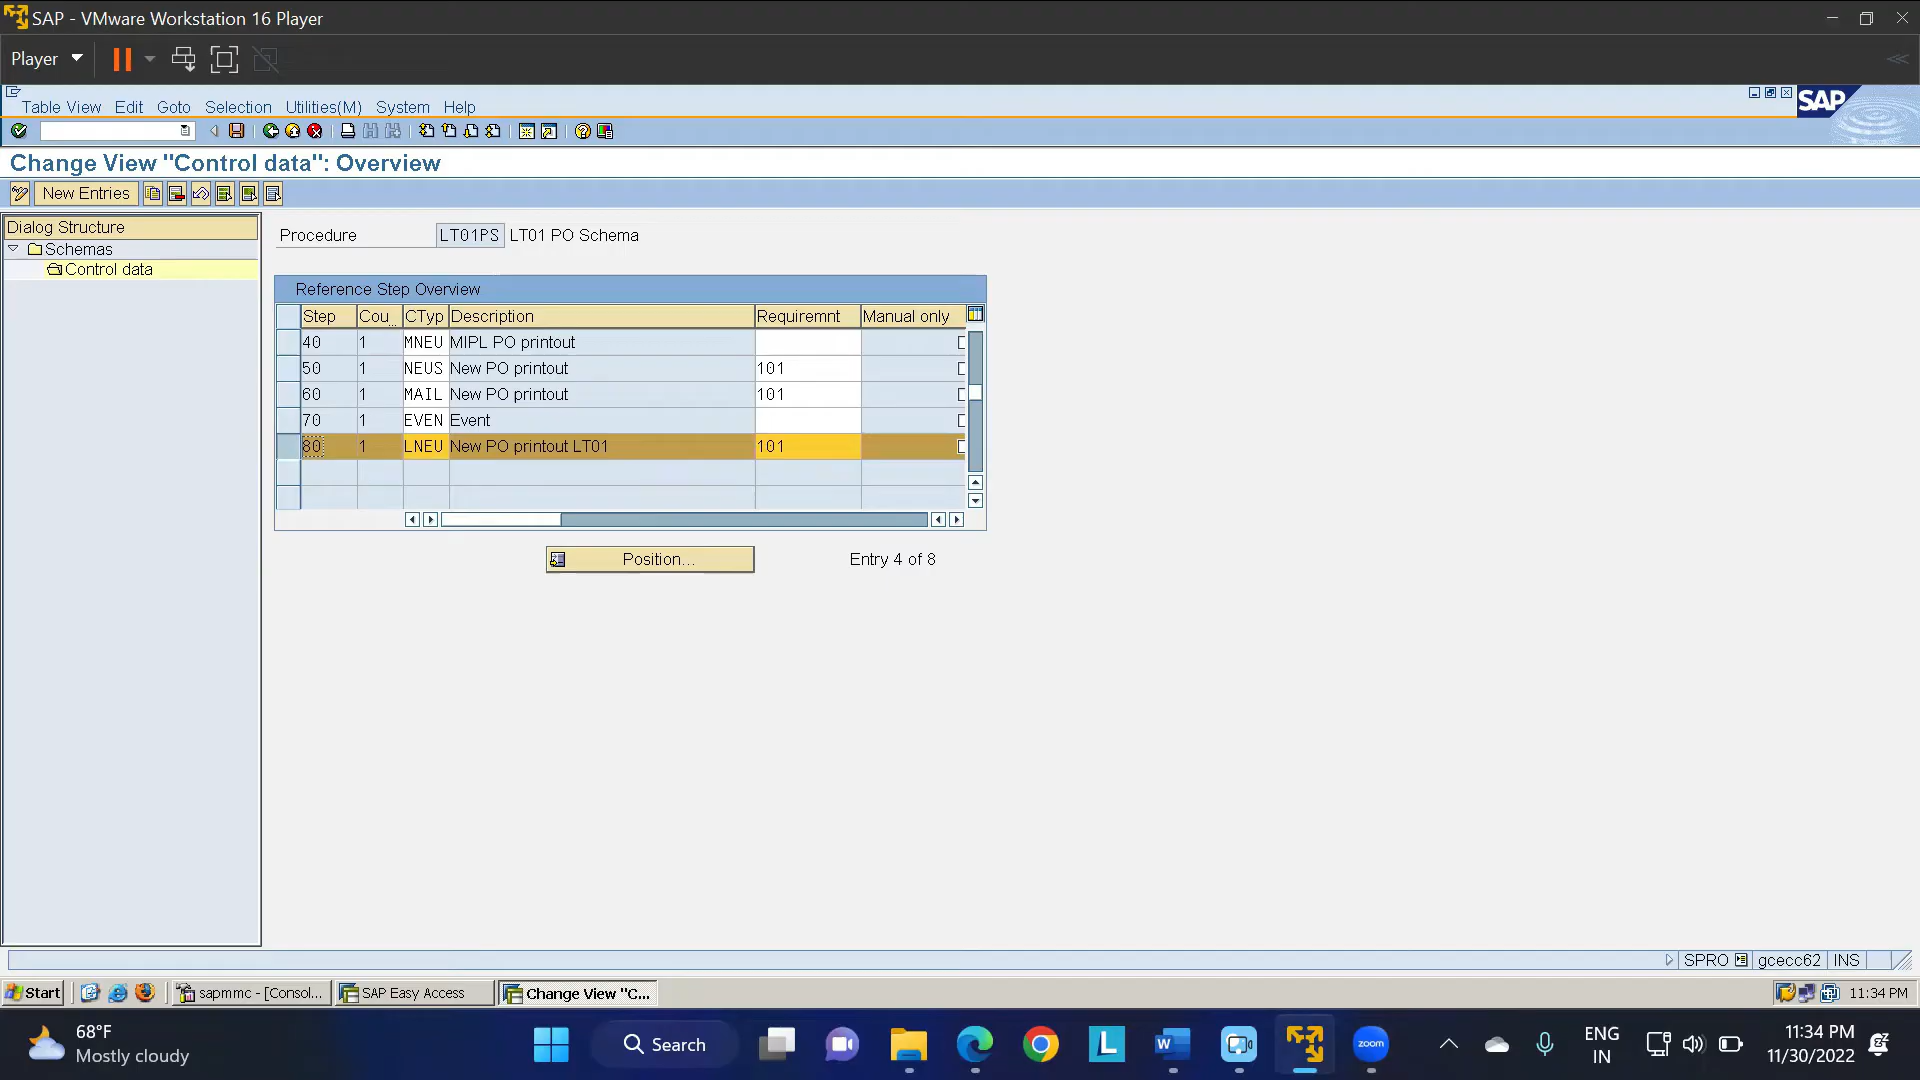 SAP - VMware Workstation 16 Player
Player
Table View Edit Goto Selection Utilities(M) System Help
SAP
Change View "Control data": Overview
New Entries
Dialog Structure
Schemas
Control data
Procedure LT01PS LT01 PO Schema
Reference Step Overview
Step Cou... CTyp Description Requiremnt Manual only
40 1 MNEU MIPL PO printout
50 1 NEUS New PO printout 101
60 1 MAIL New PO printout 101
70 1 EVEN Event
80 1 LNEU New PO printout LT01 101
Position... Entry 4 of 8
SPRO gcecc62 INS
Start sapmmc - [Consol... SAP Easy Access Change View "C... 11:34 PM
68°F
Mostly cloudy
Search
L
W
zoom
ENG
IN
11:34 PM
11/30/2022